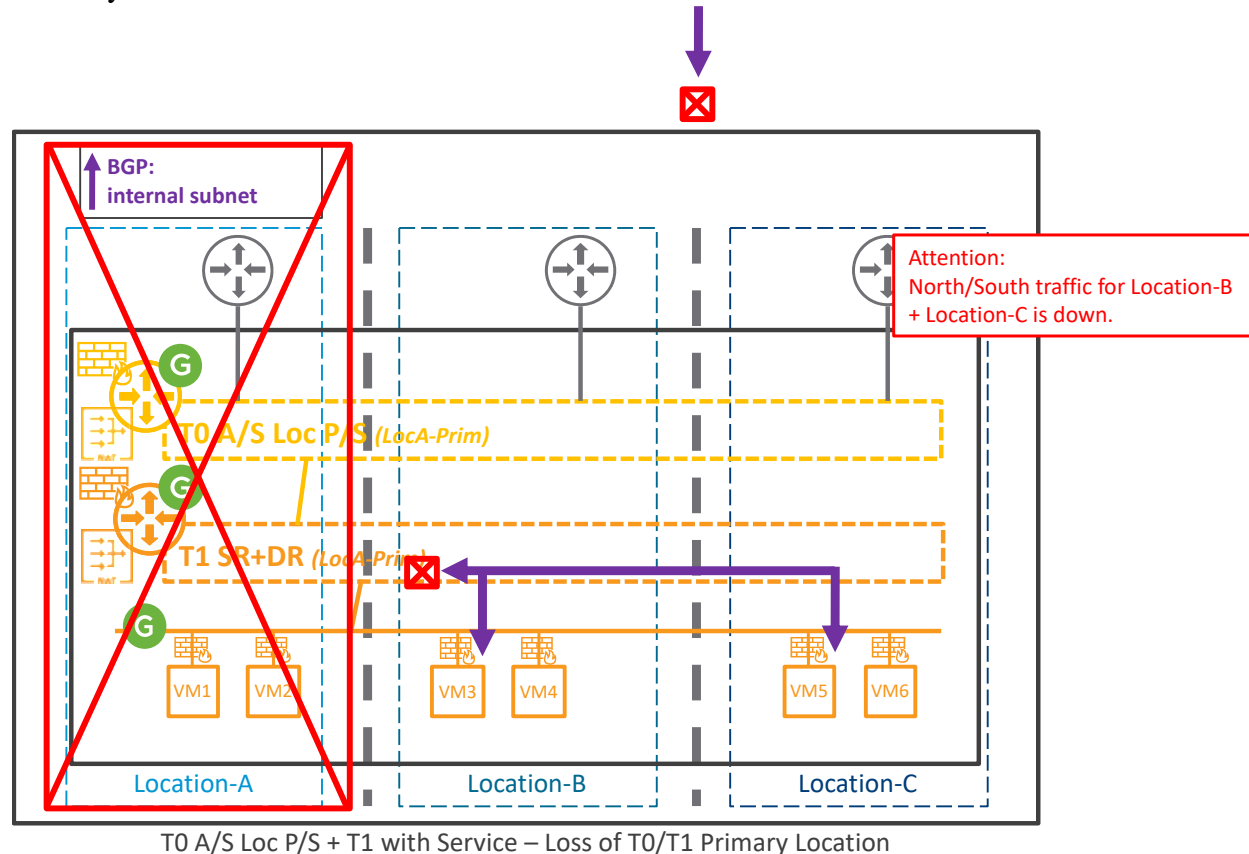 BGP:
internal subnet
Attention:
North/South traffic for Location-B
+ Location-C is down.
G
T0 A/S Loc P/S (LocA-Prim)
NAT
G
T1 SR+DR (LocA-Prim)
NAT
G
VM1
VM2
VM3
VM4
VM5
VM6
Location-A
Location-B
Location-C
T0 A/S Loc P/S + T1 with Service – Loss of T0/T1 Primary Location